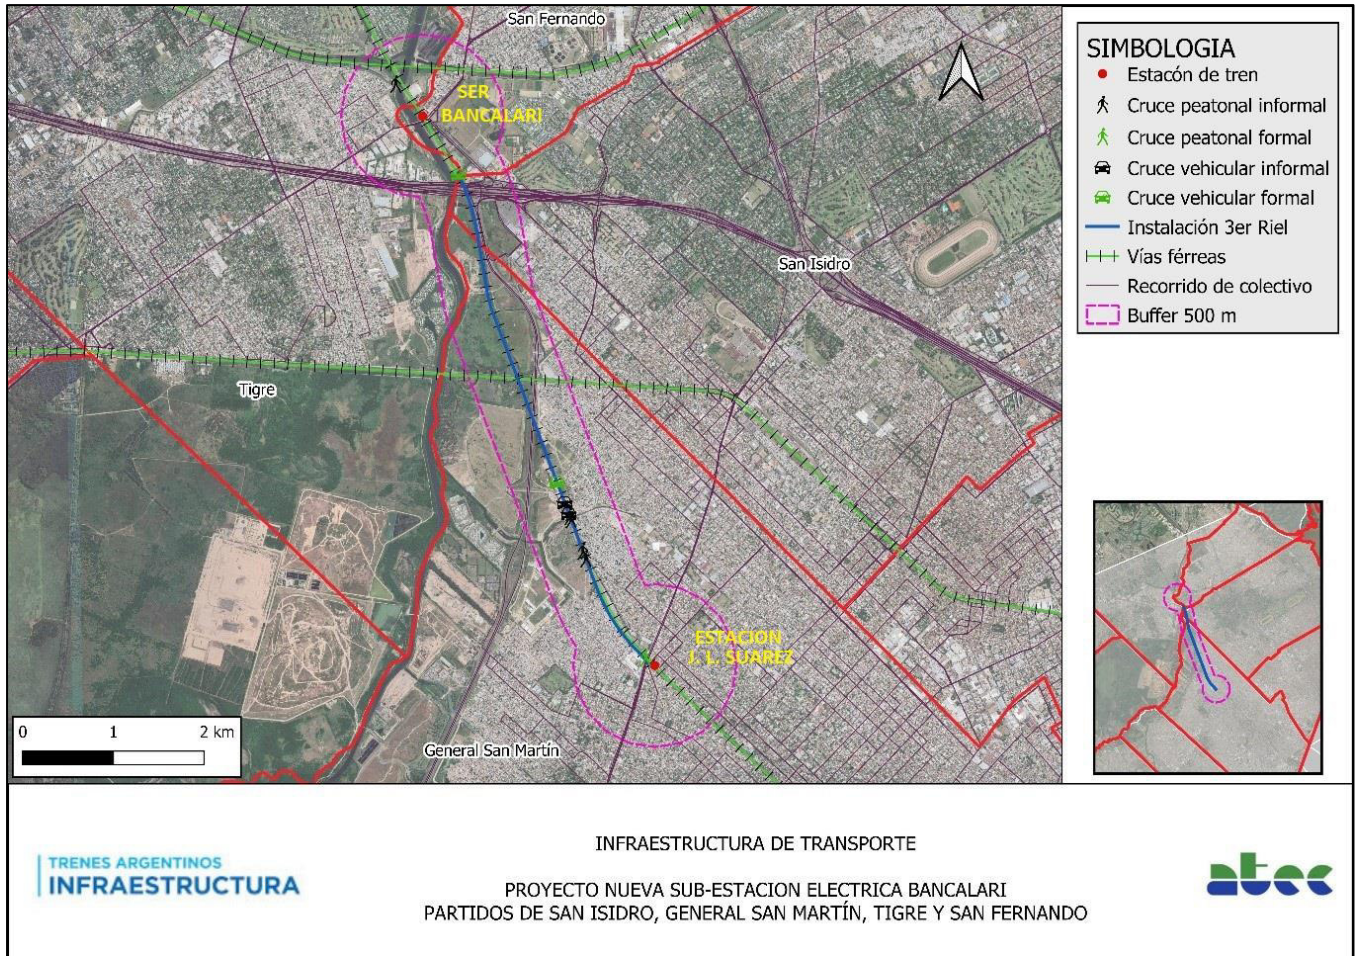 San Fernando
SER
BANCALARI
San Isidro
Tigre
ESTACION
J. L. SUAREZ
General San Martín
0 1 2 km
SIMBOLOGIA
Estacón de tren
Cruce peatonal informal
Cruce peatonal formal
Cruce vehicular informal
Cruce vehicular formal
Instalación 3er Riel
Vías férreas
Recorrido de colectivo
Buffer 500 m
TRENES ARGENTINOS
INFRAESTRUCTURA
INFRAESTRUCTURA DE TRANSPORTE
PROYECTO NUEVA SUB-ESTACION ELECTRICA BANCALARI
PARTIDOS DE SAN ISIDRO, GENERAL SAN MARTÍN, TIGRE Y SAN FERNANDO
atec